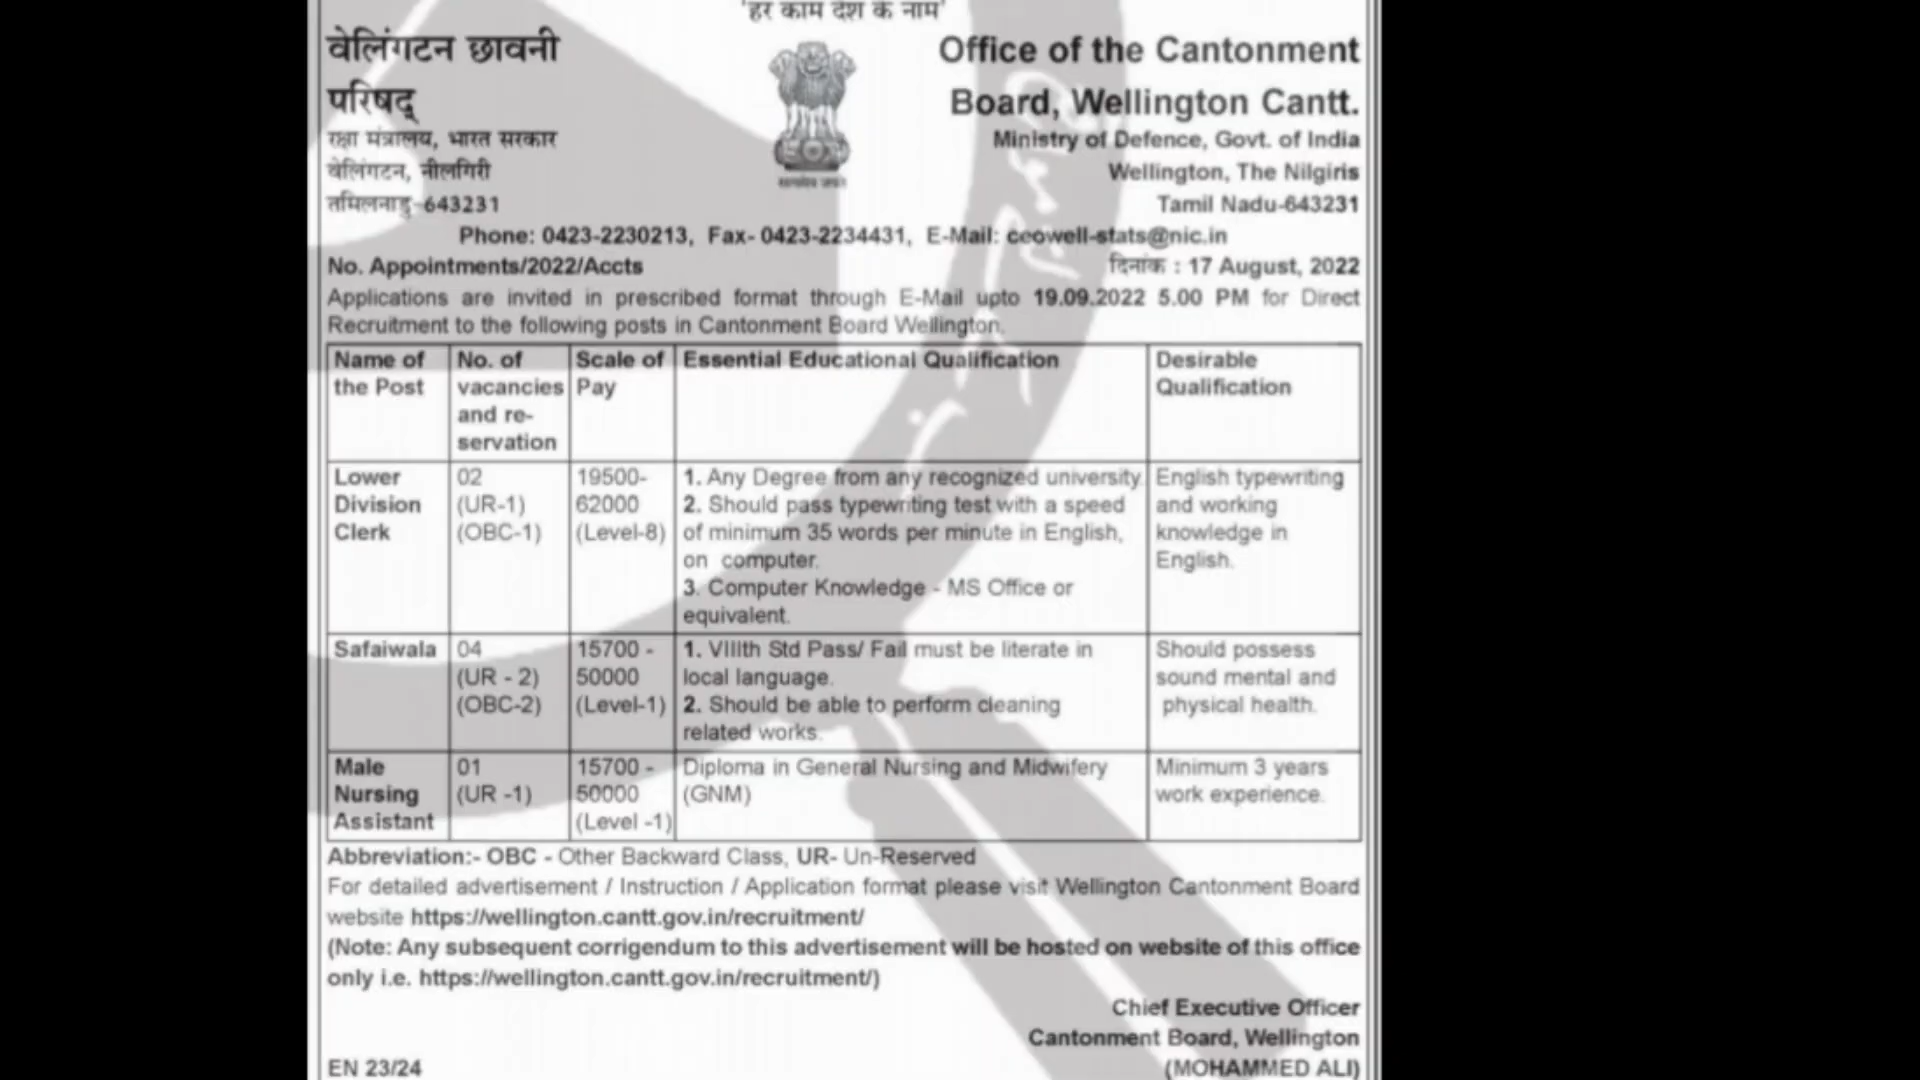 'हर काम देश के नाम'
वेलिंगटन छावनी
परिषद्
रक्षा मंत्रालय, भारत सरकार
वेलिंगटन, नीलगिरी
तमिलनाडु-643231
Office of the Cantonment
Board, Wellington Cantt.
Ministry of Defence, Govt. of India
Wellington, The Nilgiris
Tamil Nadu-643231
सत्यमेव जयते
Phone: 0423-2230213, Fax- 0423-2234431, E-Mail: ceowell-stats@nic.in
No. Appointments/2022/Accts दिनांक : 17 August, 2022
Applications are invited in prescribed format through E-Mail upto 19.09.2022 5.00 PM for Direct
Recruitment to the following posts in Cantonment Board Wellington.
Name of
the Post
No. of
vacancies
and re-
servation
Scale of
Pay
Essential Educational Qualification
Desirable
Qualification
Lower
Division
Clerk
02
(UR-1)
(OBC-1)
19500-
62000
(Level-8)
1. Any Degree from any recognized university.
2. Should pass typewriting test with a speed
of minimum 35 words per minute in English,
on computer.
3. Computer Knowledge - MS Office or
equivalent.
English typewriting
and working
knowledge in
English.
Safaiwala
04
(UR - 2)
(OBC-2)
15700 -
50000
(Level-1)
1. VIIIth Std Pass/ Fail must be literate in
local language.
2. Should be able to perform cleaning
related works.
Should possess
sound mental and
physical health.
Male
Nursing
Assistant
01
(UR -1)
15700 -
50000
(Level -1)
Diploma in General Nursing and Midwifery
(GNM)
Minimum 3 years
work experience.
Abbreviation:- OBC - Other Backward Class, UR- Un-Reserved
For detailed advertisement / Instruction / Application format please visit Wellington Cantonment Board
website https://wellington.cantt.gov.in/recruitment/
(Note: Any subsequent corrigendum to this advertisement will be hosted on website of this office
only i.e. https://wellington.cantt.gov.in/recruitment/)
Chief Executive Officer
Cantonment Board, Wellington
EN 23/24 (MOHAMMED ALI)